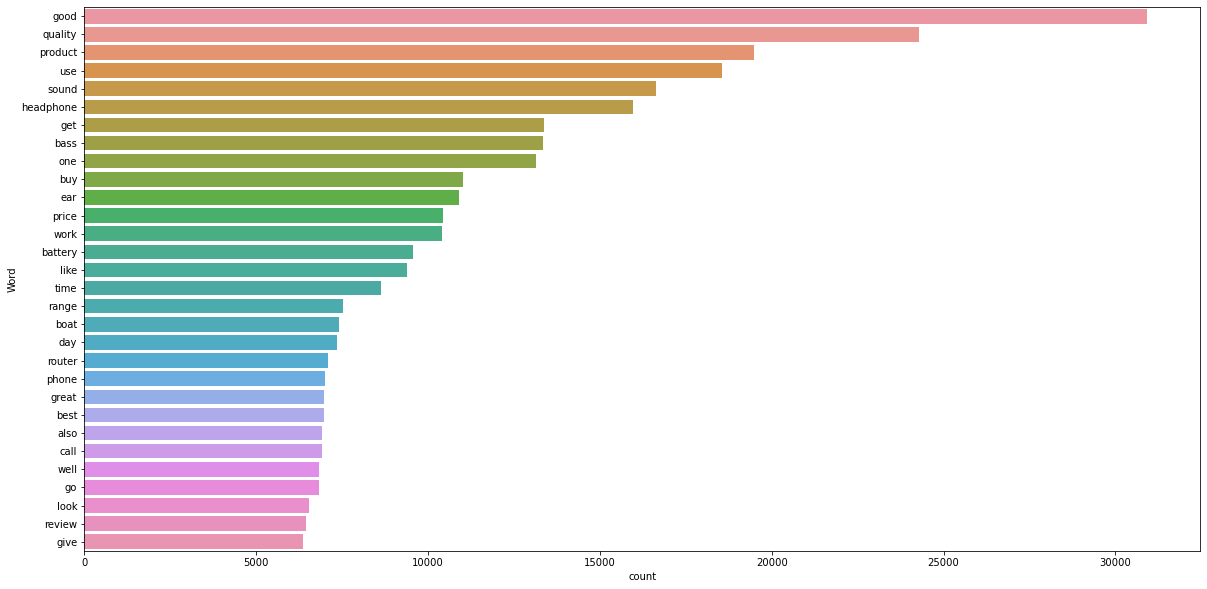 good
quality
product
use
sound
headphone
get
bass
one
buy
ear
price
work
battery
like
time
range
boat
day
router
phone
great
best
also
call
well
go
look
review
give
Word
0 5000 10000 15000 20000 25000 30000
count